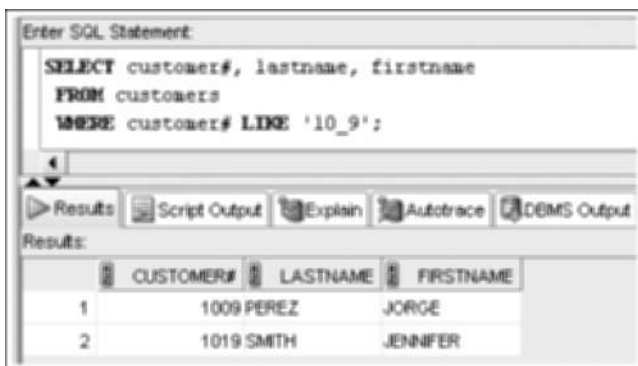 Enter SQL Statement:
SELECT customer#, lastname, firstname
FROM customers
WHERE customer# LIKE '10_9';
Results Script Output Explain Autotrace DBMS Output
Results:
CUSTOMER# LASTNAME FIRSTNAME
1 1009 PEREZ JORGE
2 1019 SMITH JENNIFER